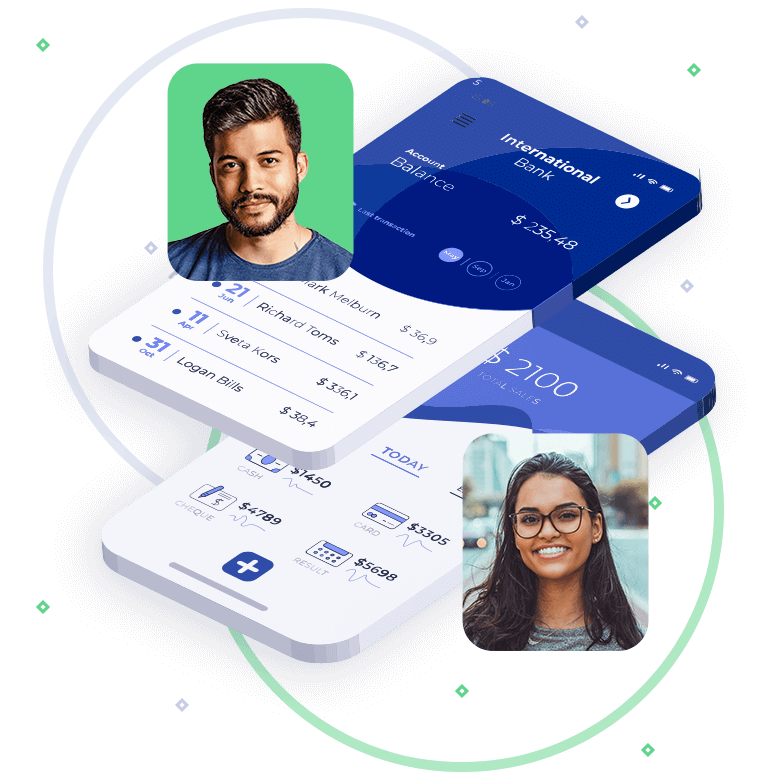 International
Bank
Account
Balance
$ 235,48
Last transaction
May
Sep
Jan
21
Jun
ark Melburn
$ 36,9
11
Apr
Richard Toms
$ 136,7
31
Oct
Sveta Kors
$ 336,1
Logan Bills
$ 38,4
$ 2100
TOTAL SALES
TODAY
CASH
$1450
CHEQUE
$4789
CARD
$3305
RESULT
$5698